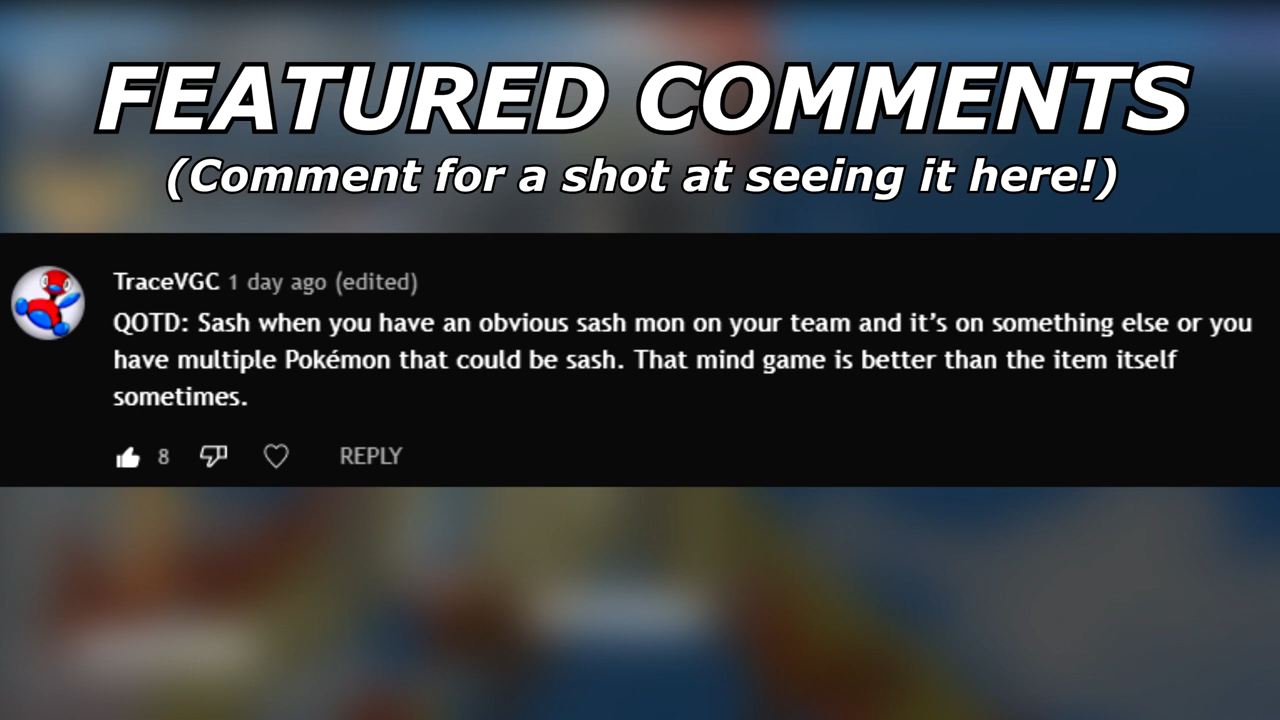 FEATURED COMMENTS
(Comment for a shot at seeing it here!)
TraceVGC 1 day ago (edited)
QOTD: Sash when you have an obvious sash mon on your team and it’s on something else or you
have multiple Pokémon that could be sash. That mind game is better than the item itself
sometimes.
8 REPLY